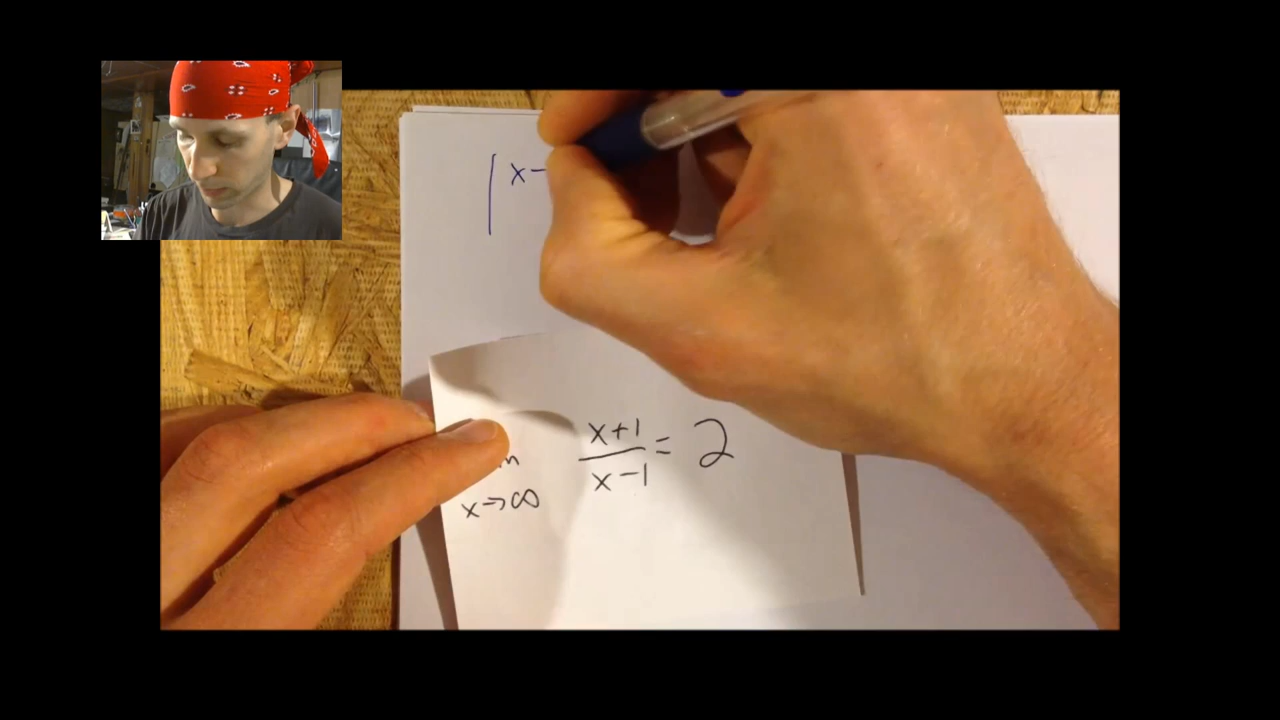 | x-
x+1
= 2
x-1
x→∞